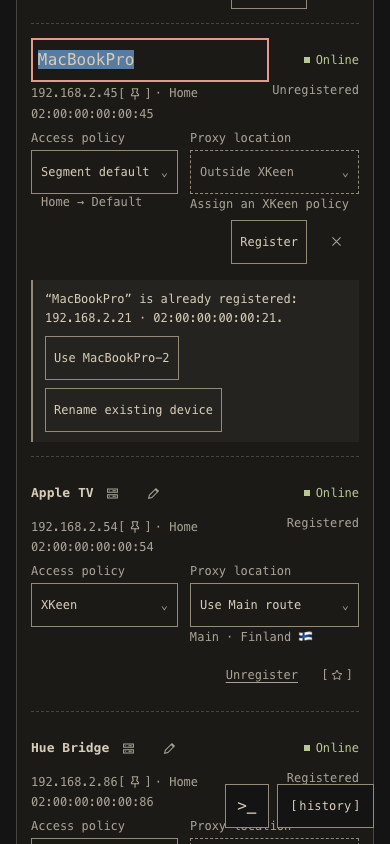 MacBookPro
Online
192.168.2.45[ ] · Home
Unregistered
02:00:00:00:00:45
Access policy
Proxy location
Segment default
Outside XKeen
Home → Default
Assign an XKeen policy
Register
“MacBookPro” is already registered:
192.168.2.21 · 02:00:00:00:00:21.
Use MacBookPro-2
Rename existing device
Apple TV
Online
192.168.2.54[ ] · Home
Registered
02:00:00:00:00:54
Access policy
Proxy location
XKeen
Use Main route
Main · Finland 🇫🇮
Unregister
[☆]
Hue Bridge
Online
192.168.2.86[ ] · Home
Registered
02:00:00:00:00:86
>_
[history]
Access policy
Proxy location